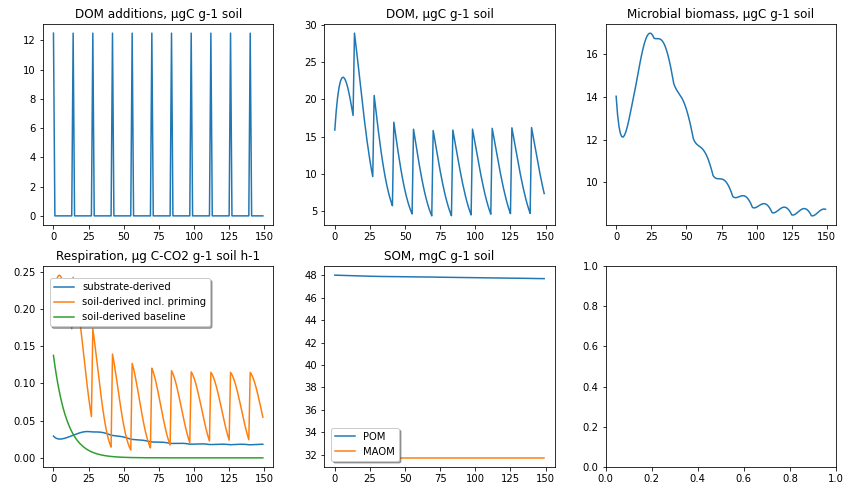 DOM additions, µgC g-1 soil
12
10
8
6
4
2
0
0 25 50 75 100 125 150
DOM, µgC g-1 soil
30
25
20
15
10
5
0 25 50 75 100 125 150
Microbial biomass, µgC g-1 soil
16
14
12
10
0 25 50 75 100 125 150
Respiration, µg C-CO2 g-1 soil h-1
0.25
0.20
0.15
0.10
0.05
0.00
substrate-derived
soil-derived incl. priming
soil-derived baseline
0 25 50 75 100 125 150
SOM, mgC g-1 soil
48
46
44
42
40
38
36
34
32
POM
MAOM
0 25 50 75 100 125 150
1.0
0.8
0.6
0.4
0.2
0.0
0.0 0.2 0.4 0.6 0.8 1.0